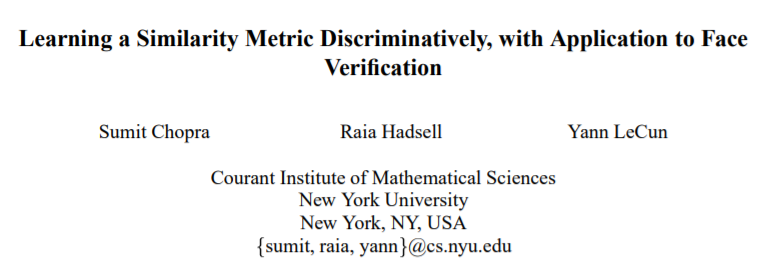 Learning a Similarity Metric Discriminatively, with Application to Face
Verification
Sumit Chopra Raia Hadsell Yann LeCun
Courant Institute of Mathematical Sciences
New York University
New York, NY, USA
{sumit, raia, yann}@cs.nyu.edu